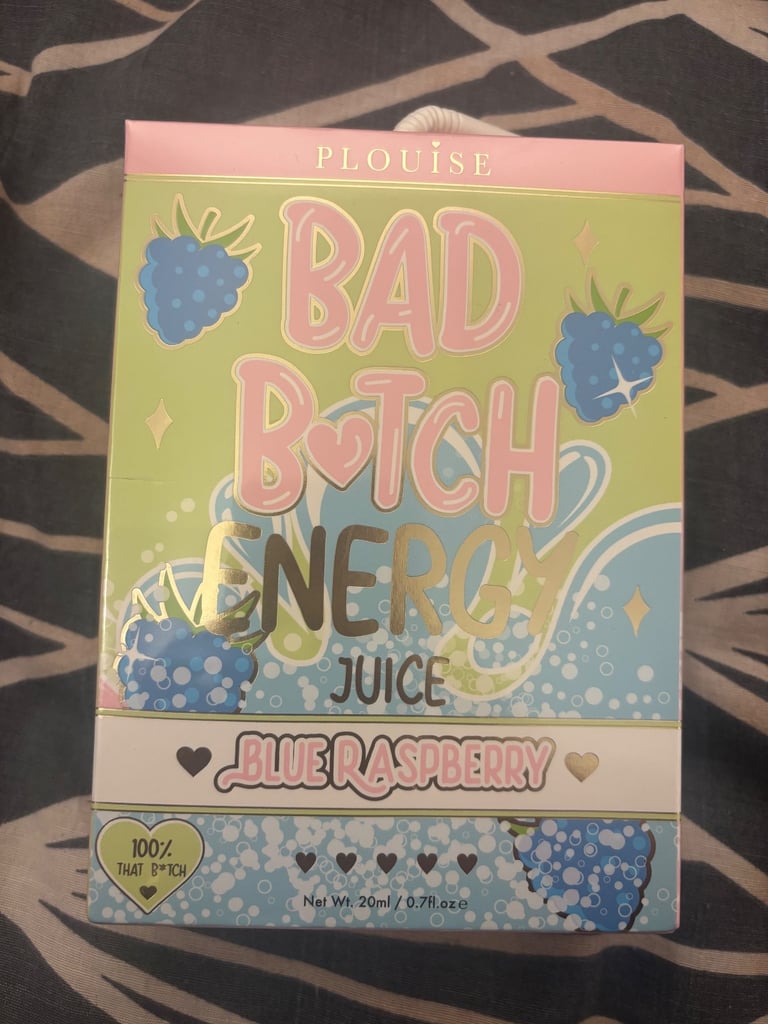 PLOUiSE
BAD
B♥TCH
ENERGY
JUICE
BLUE RASPBERRY
100%
THAT B*TCH
Net Wt. 20ml / 0.7fl.oz ℮